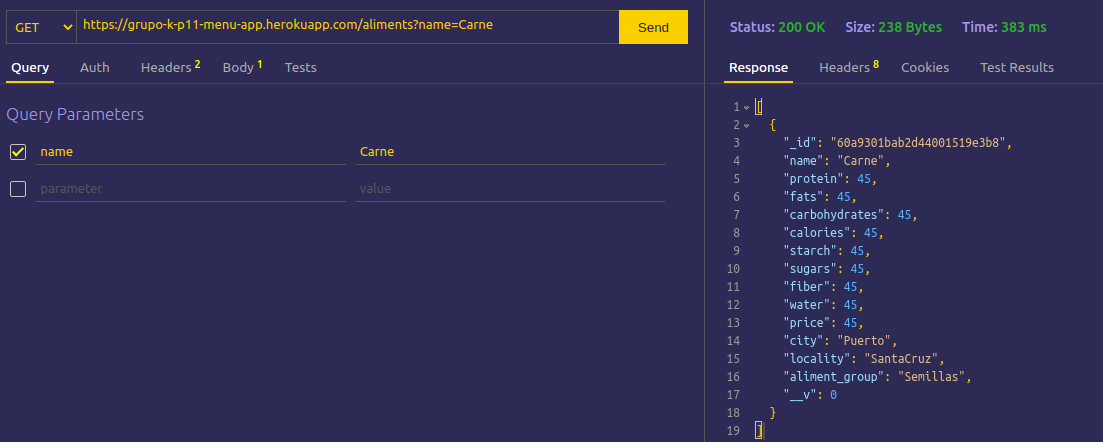 GET https://grupo-k-p11-menu-app.herokuapp.com/aliments?name=Carne Send
Query Auth Headers 2 Body 1 Tests
Query Parameters
name Carne
parameter value
Status: 200 OK Size: 238 Bytes Time: 383 ms
Response Headers 8 Cookies Test Results
1 [
2 {
3 "_id": "60a9301bab2d44001519e3b8",
4 "name": "Carne",
5 "protein": 45,
6 "fats": 45,
7 "carbohydrates": 45,
8 "calories": 45,
9 "starch": 45,
10 "sugars": 45,
11 "fiber": 45,
12 "water": 45,
13 "price": 45,
14 "city": "Puerto",
15 "locality": "SantaCruz",
16 "aliment_group": "Semillas",
17 "__v": 0
18 }
19 ]